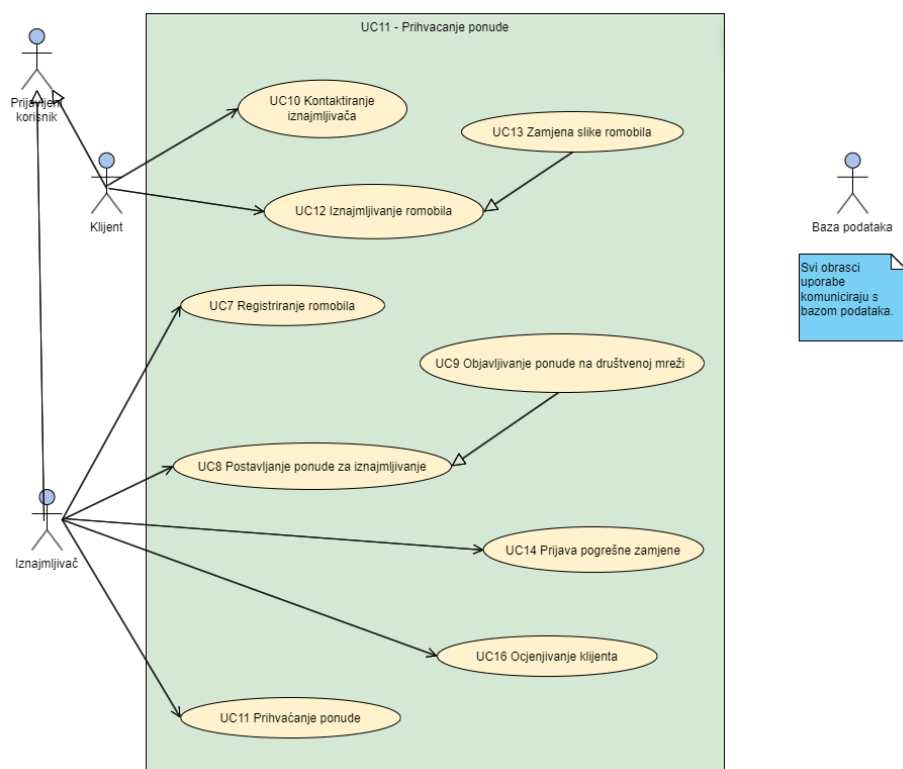 UC11 - Prihvacanje ponude
Prijavljeni
korisnik
UC10 Kontaktiranje
iznajmljivača
UC13 Zamjena slike romobila
Klijent
UC12 Iznajmljivanje romobila
Baza podataka
Svi obrasci
uporabe
komuniciraju s
bazom podataka.
UC7 Registriranje romobila
UC9 Objavljivanje ponude na društvenoj mreži
UC8 Postavljanje ponude za iznajmljivanje
Iznajmljivač
UC14 Prijava pogrešne zamjene
UC16 Ocjenjivanje klijenta
UC11 Prihvaćanje ponude